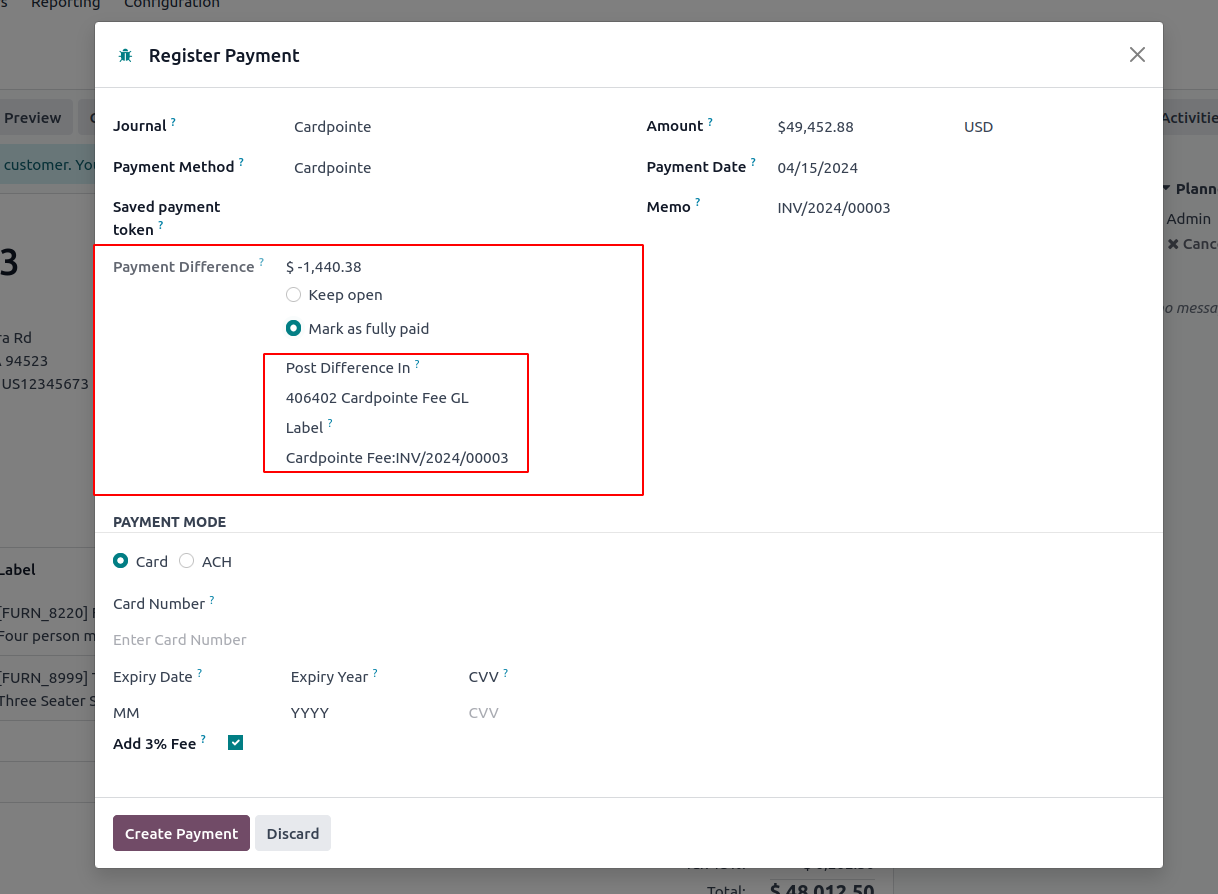 Reporting
Configuration
Register Payment
Preview
Activities
customer. You
Journal ?
Cardpointe
Amount ?
$49,452.88
USD
Payment Method ?
Cardpointe
Payment Date ?
04/15/2024
Saved payment
token ?
Memo ?
INV/2024/00003
Admin
3
Payment Difference ?
$ -1,440.38
Keep open
Mark as fully paid
Post Difference In ?
406402 Cardpointe Fee GL
Label ?
Cardpointe Fee:INV/2024/00003
ra Rd
94523
US12345673
PAYMENT MODE
Card
ACH
Label
Card Number ?
Enter Card Number
[FURN_8220]
Four person m
Expiry Date ?
Expiry Year ?
CVV ?
[FURN_8999] T
Three Seater S
MM
YYYY
CVV
Add 3% Fee ?
Create Payment
Discard
Total:
$ 48,012.50